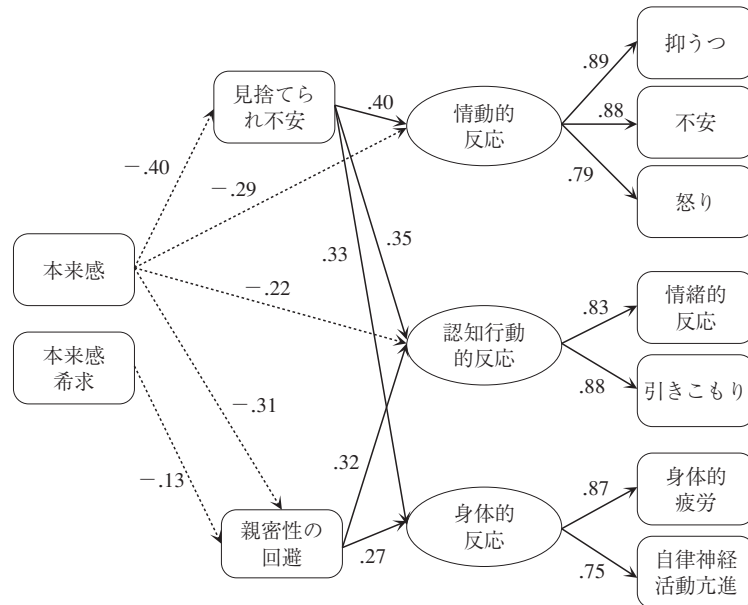 抑うつ
.89
見捨てら
れ不安
.40
情動的
反応
.88
不安
－.40
－.29
.79
怒り
本来感
.33
.35
－.22
情緒的
反応
.83
本来感
希求
認知行動
的反応
.88
引きこもり
－.31
－.13
.32
身体的
疲労
.87
親密性の
回避
.27
身体的
反応
.75
自律神経
活動亢進